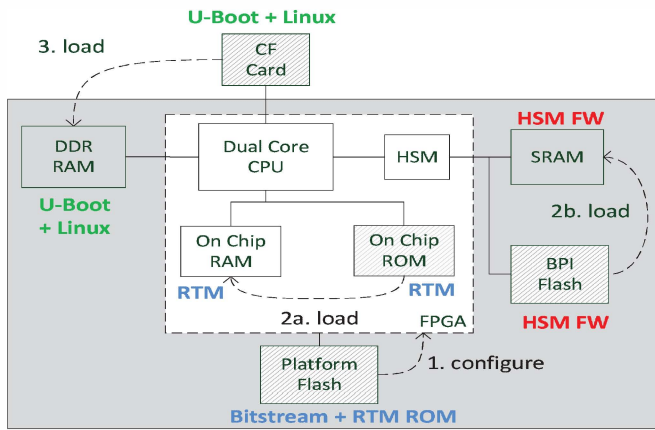 U-Boot + Linux
3. load
CF
Card
DDR
RAM
U-Boot
+ Linux
Dual Core
CPU
HSM
HSM FW
SRAM
2b. load
On Chip
RAM
RTM
On Chip
ROM
RTM
BPI
Flash
HSM FW
2a. load
FPGA
Platform
Flash
1. configure
Bitstream + RTM ROM